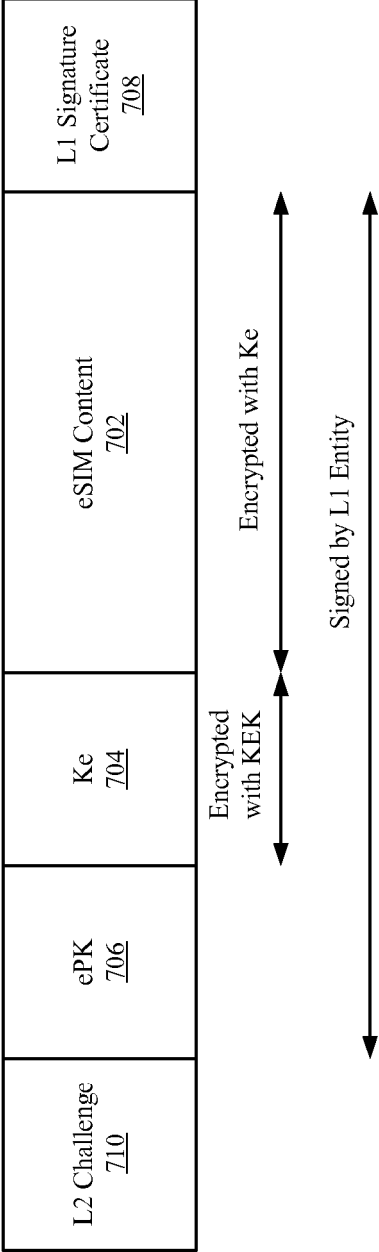 L2 Challenge
710
ePK
706
Ke
704
eSIM Content
702
L1 Signature
Certificate
708
Encrypted
with KEK
Encrypted with Ke
Signed by L1 Entity